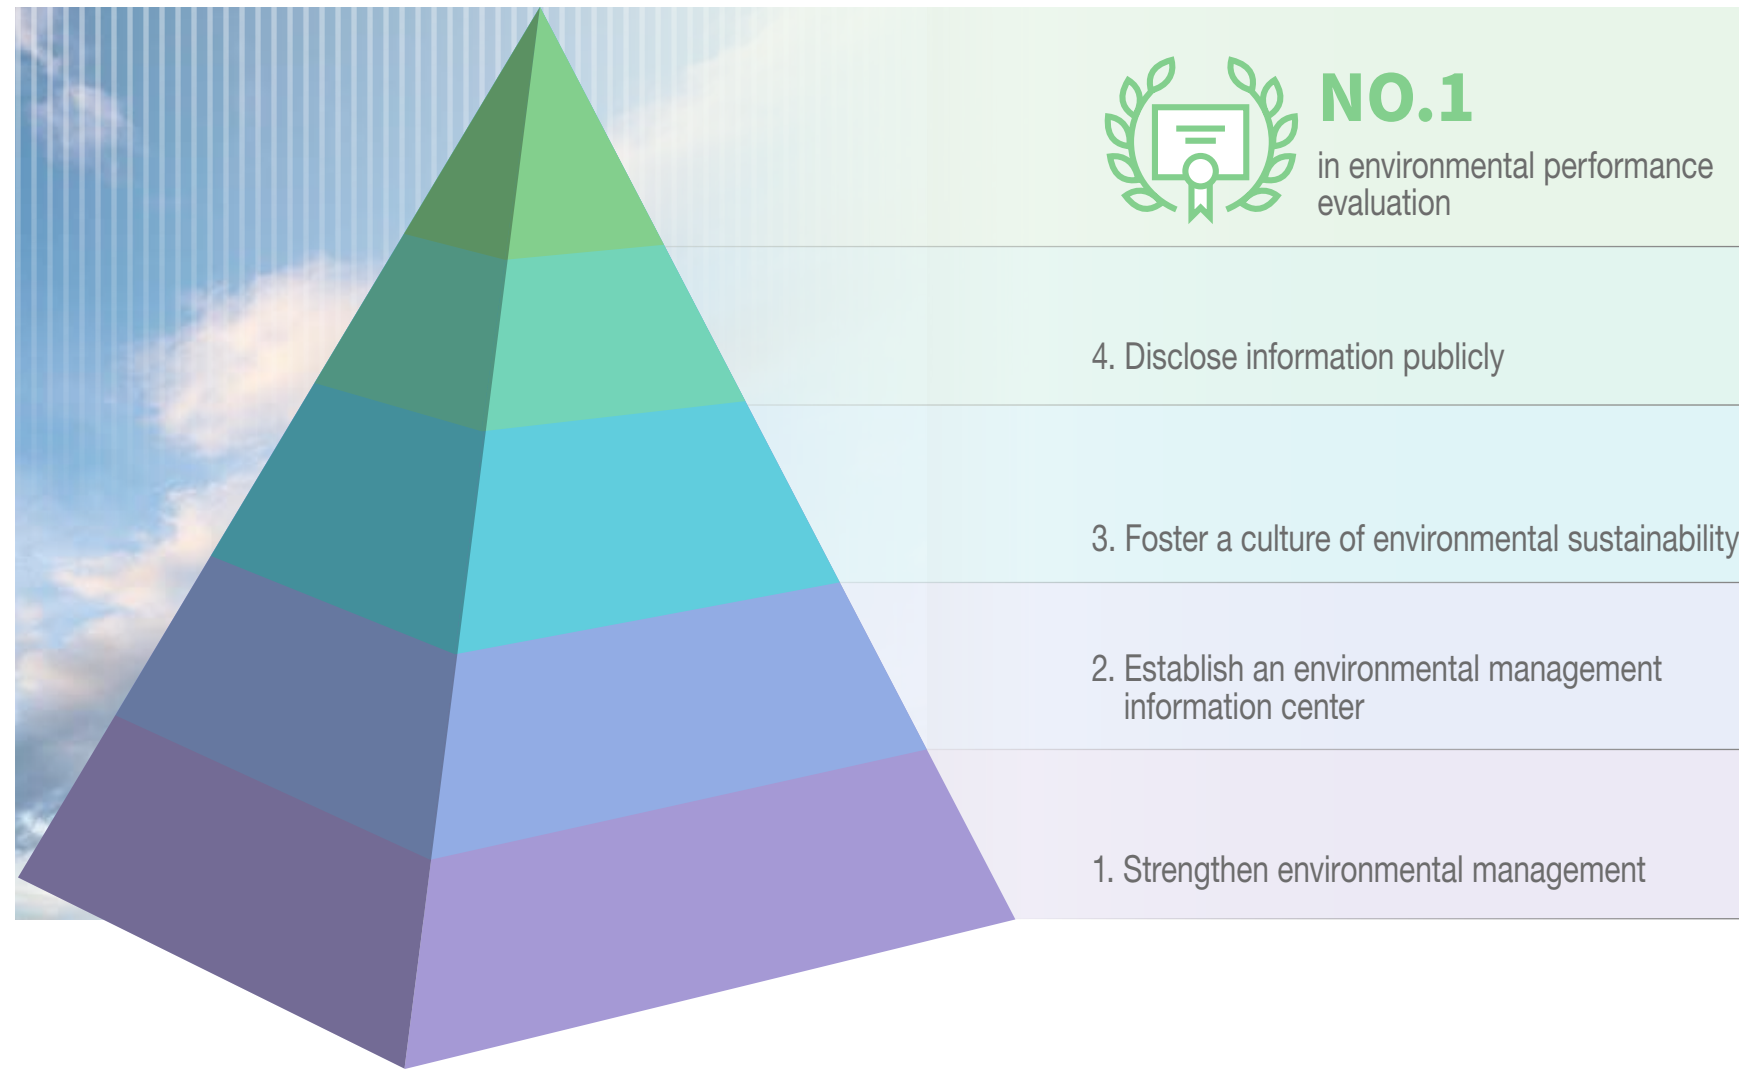 NO.1
in environmental performance
evaluation
4. Disclose information publicly
3. Foster a culture of environmental sustainability
2. Establish an environmental management
information center
1. Strengthen environmental management